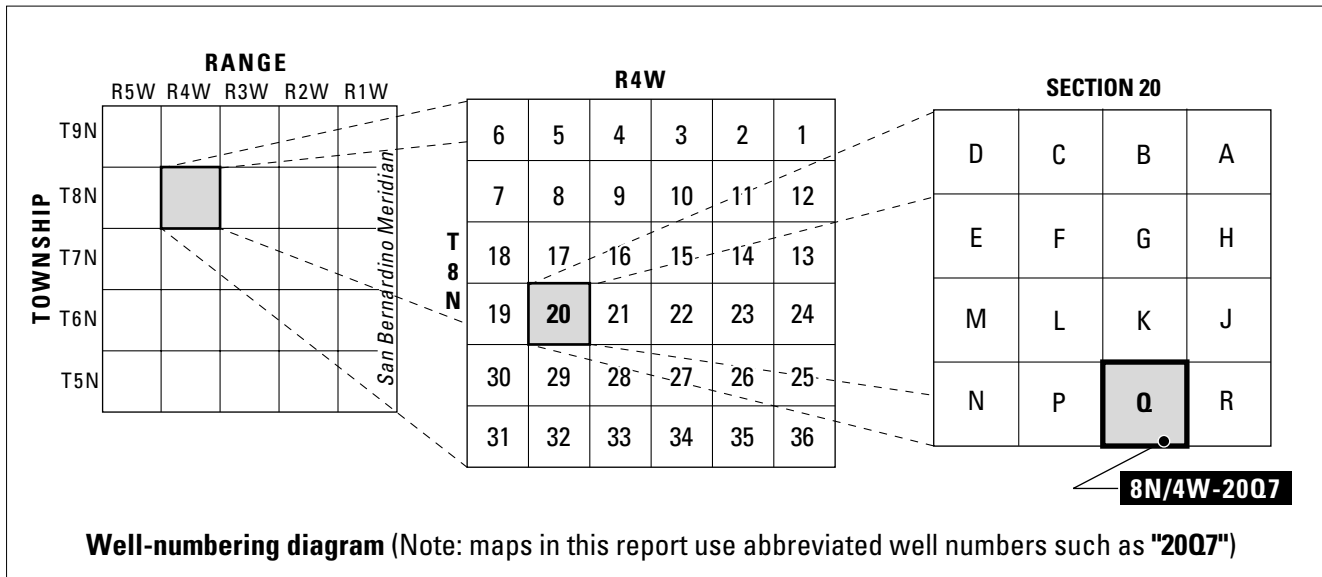 RANGE
R5W R4W R3W R2W R1W
TOWNSHIP
T9N
T8N
T7N
T6N
T5N
San Bernardino Meridian
R4W
T8N
6 5 4 3 2 1
7 8 9 10 11 12
18 17 16 15 14 13
19 20 21 22 23 24
30 29 28 27 26 25
31 32 33 34 35 36
SECTION 20
D C B A
E F G H
M L K J
N P Q R
8N/4W-20Q7
Well-numbering diagram (Note: maps in this report use abbreviated well numbers such as "20Q7")